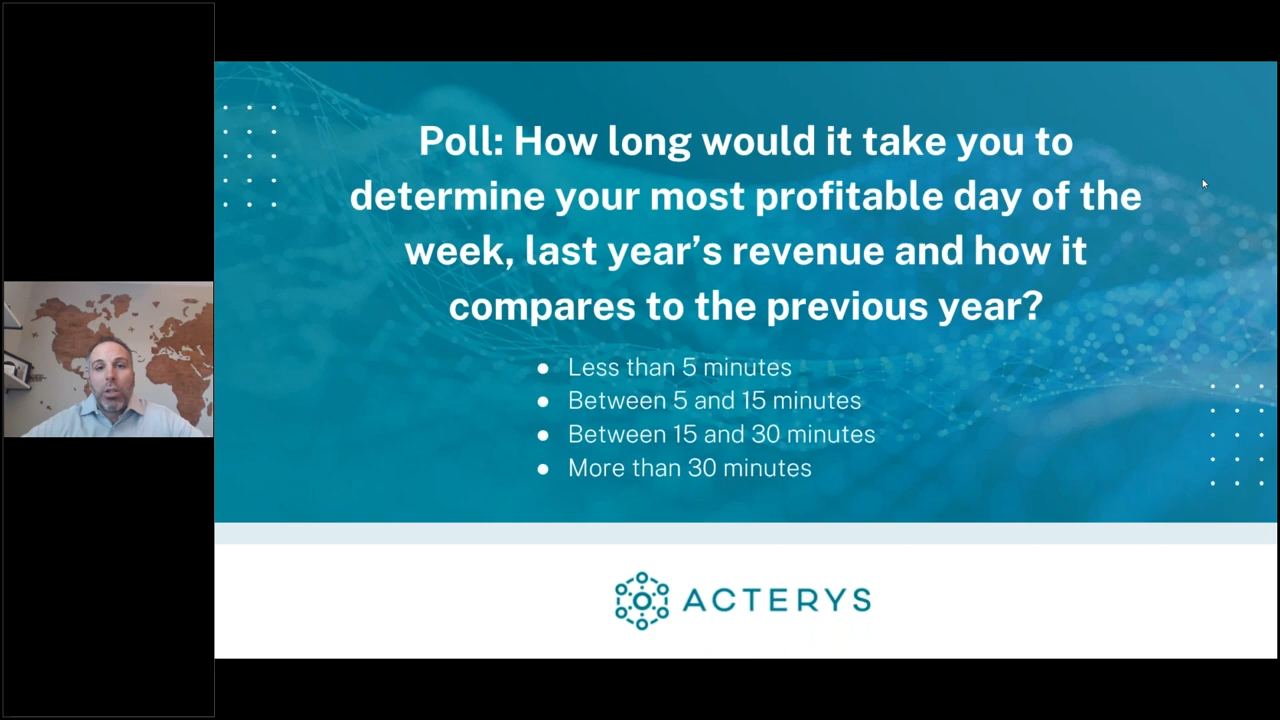 Poll: How long would it take you to
determine your most profitable day of the
week, last year’s revenue and how it
compares to the previous year?
● Less than 5 minutes
● Between 5 and 15 minutes
● Between 15 and 30 minutes
● More than 30 minutes
ACTERYS